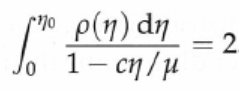 ∫₀^{η₀} ρ(η) dη / (1 − cη/μ) = 2